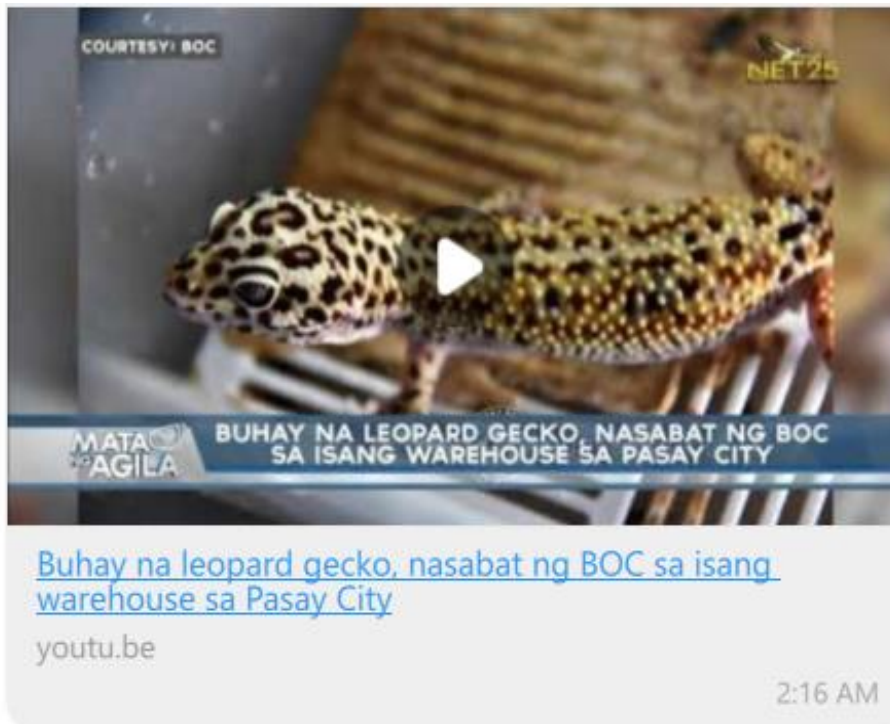 COURTESY: BOC
NET25
MATA NG AGILA
BUHAY NA LEOPARD GECKO, NASABAT NG BOC
SA ISANG WAREHOUSE SA PASAY CITY
Buhay na leopard gecko, nasabat ng BOC sa isang
warehouse sa Pasay City
youtu.be
2:16 AM